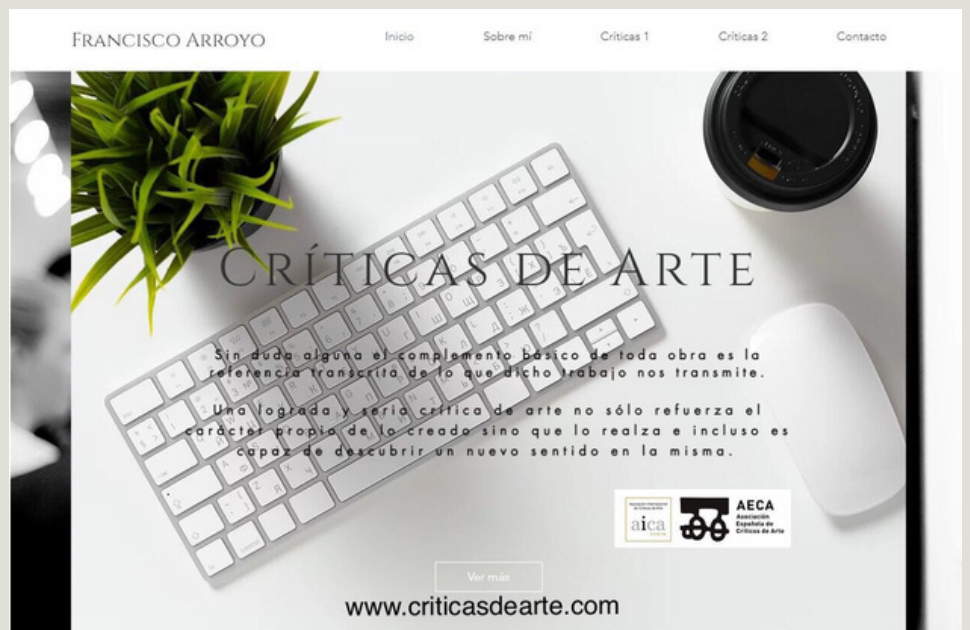 FRANCISCO ARROYO
Inicio
Sobre mí
Críticas 1
Críticas 2
Contacto
CRÍTICAS DE ARTE
Sin duda alguna el complemento básico de toda obra es la
referencia transcrita de lo que dicho trabajo nos transmite.
Una lograda y seria crítica de arte no sólo refuerza el
carácter propio de lo creado sino que lo realza e incluso es
capaz de descubrir un nuevo sentido en la misma.
aica
AECA
Asociación
Española de
Críticos de Arte
Ver más
www.criticasdearte.com